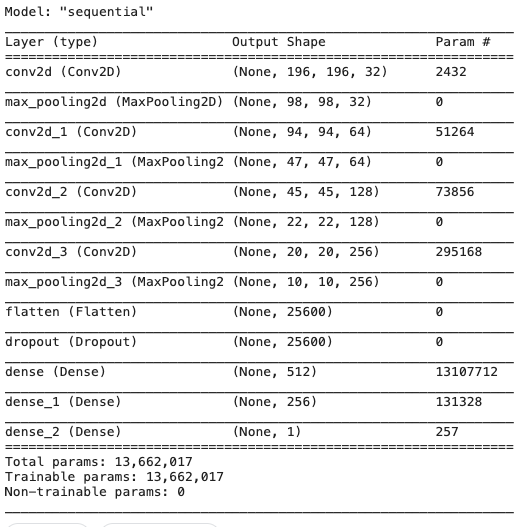 Model: "sequential"
Layer (type) Output Shape Param #
conv2d (Conv2D) (None, 196, 196, 32) 2432
max_pooling2d (MaxPooling2D) (None, 98, 98, 32) 0
conv2d_1 (Conv2D) (None, 94, 94, 64) 51264
max_pooling2d_1 (MaxPooling2 (None, 47, 47, 64) 0
conv2d_2 (Conv2D) (None, 45, 45, 128) 73856
max_pooling2d_2 (MaxPooling2 (None, 22, 22, 128) 0
conv2d_3 (Conv2D) (None, 20, 20, 256) 295168
max_pooling2d_3 (MaxPooling2 (None, 10, 10, 256) 0
flatten (Flatten) (None, 25600) 0
dropout (Dropout) (None, 25600) 0
dense (Dense) (None, 512) 13107712
dense_1 (Dense) (None, 256) 131328
dense_2 (Dense) (None, 1) 257
Total params: 13,662,017
Trainable params: 13,662,017
Non-trainable params: 0